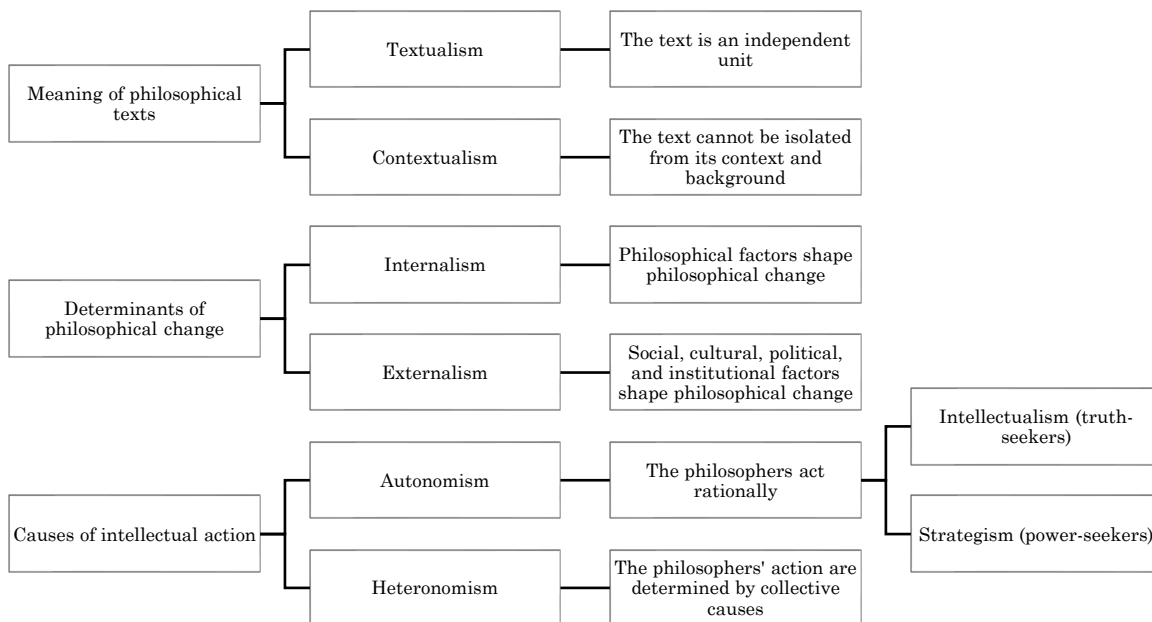 Textualism
The text is an independent
unit
Meaning of philosophical
texts
Contextualism
The text cannot be isolated
from its context and
background
Internalism
Philosophical factors shape
philosophical change
Determinants of
philosophical change
Externalism
Social, cultural, political,
and institutional factors
shape philosophical change
Intellectualism (truth-
seekers)
Autonomism
The philosophers act
rationally
Causes of intellectual action
Strategism (power-seekers)
Heteronomism
The philosophers' action are
determined by collective
causes